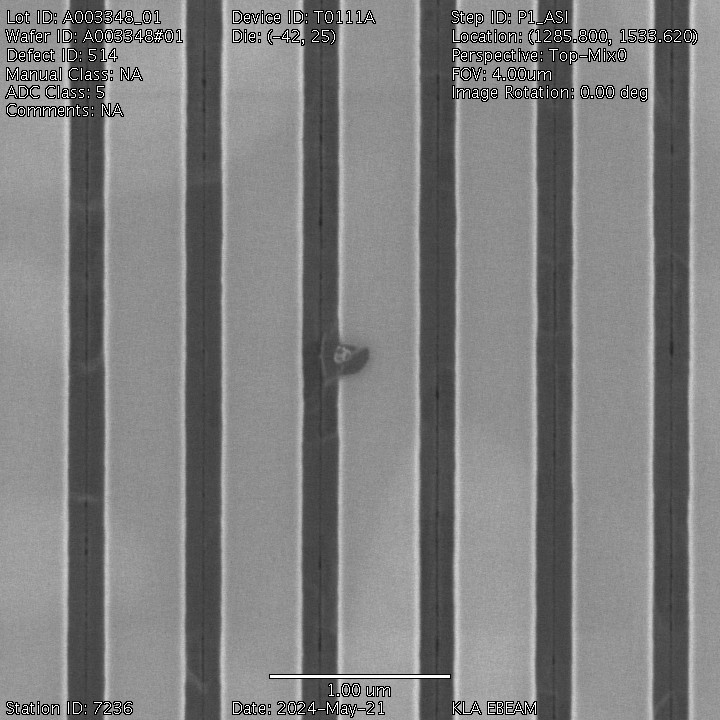 Lot ID: A003348_01 Device ID: T0111A Step ID: P1_ASI
Wafer ID: A003348#01 Die: (-42, 25) Location: (1285.800, 1533.620)
Defect ID: 514 Perspective: Top-Mix0
Manual Class: NA FOV: 4.00um
ADC Class: 5 Image Rotation: 0.00 deg
Comments: NA
1.00 um
Station ID: 7236 Date: 2024-May-21 KLA EBEAM